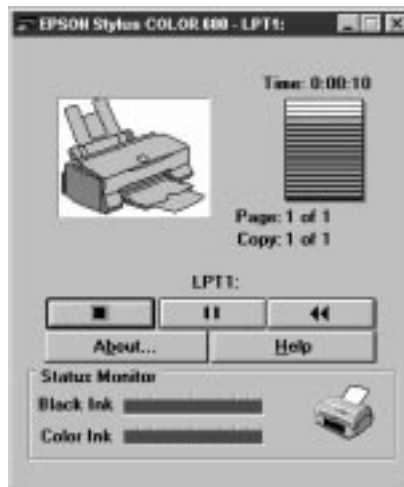 EPSON Stylus COLOR 600 - LPT1:
Time: 0:00:10
Page: 1 of 1
Copy: 1 of 1
LPT1:
About... Help
Status Monitor
Black Ink
Color Ink